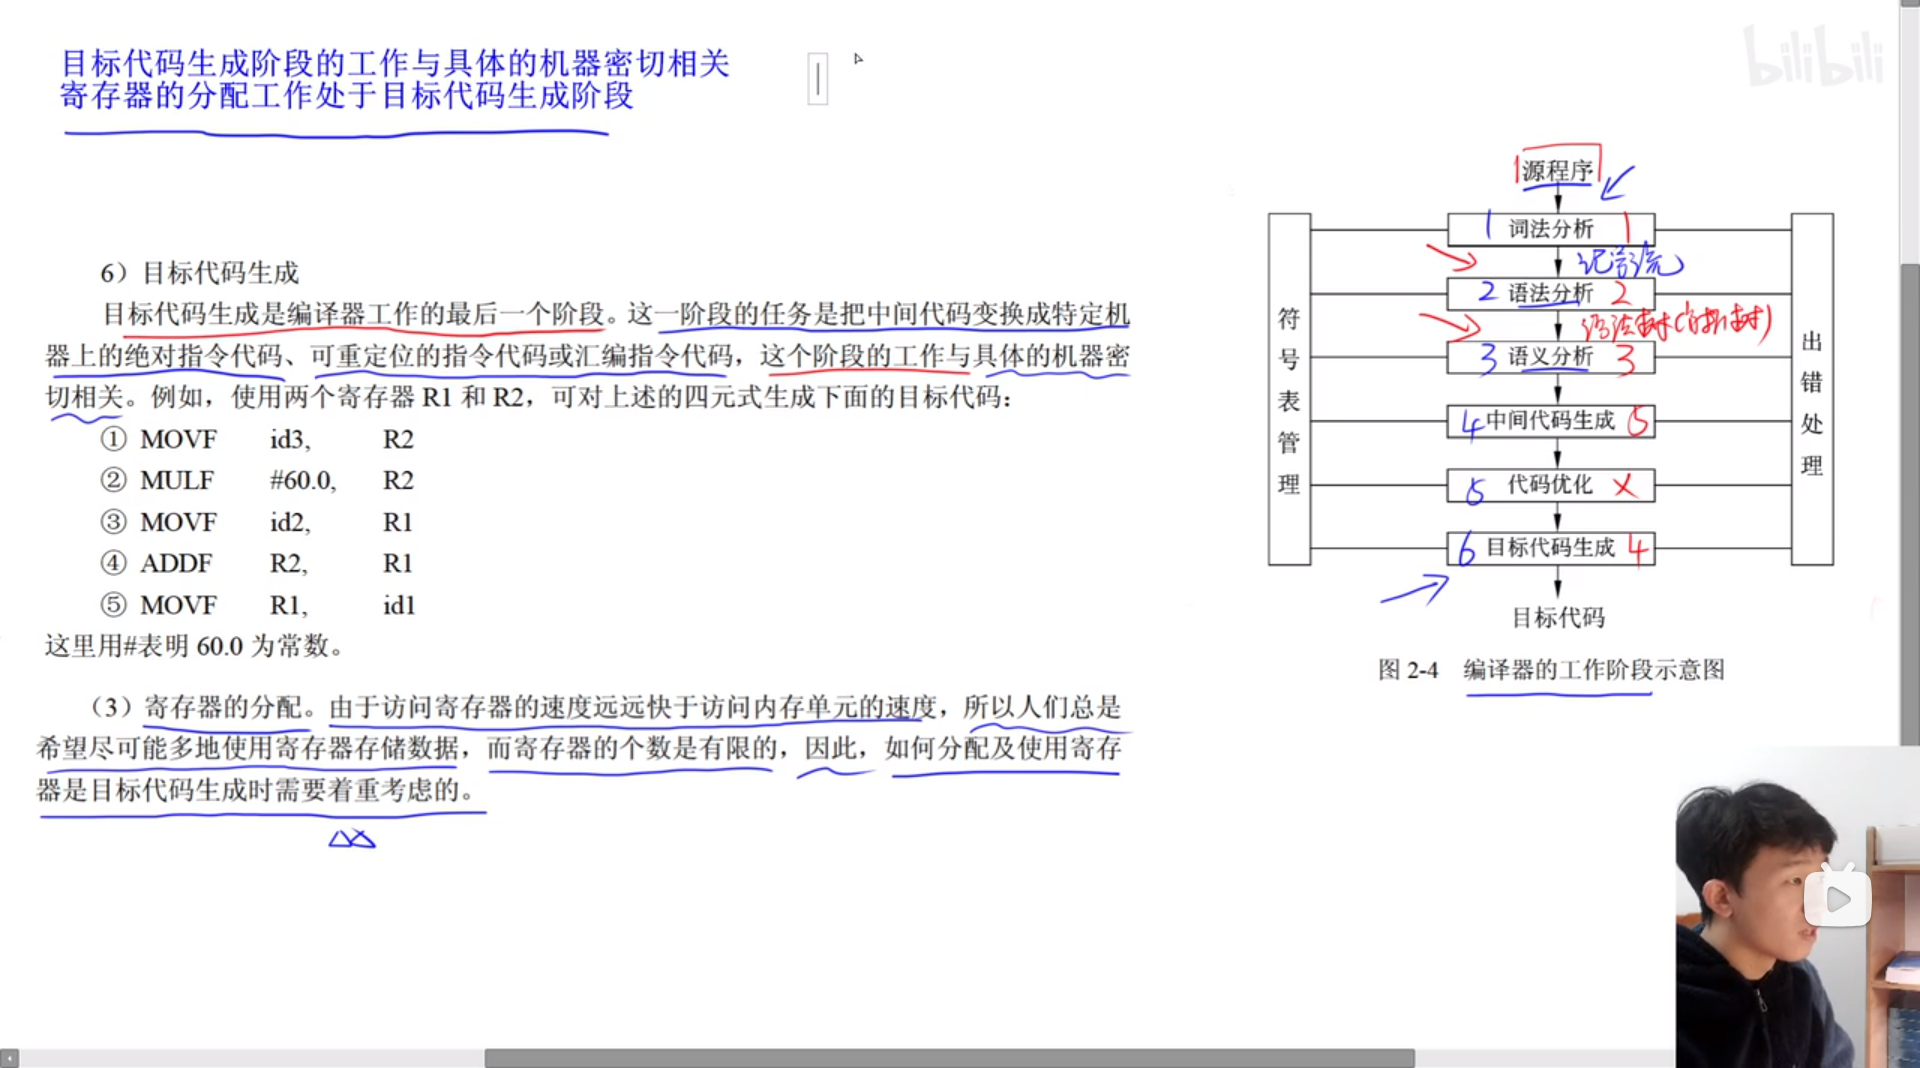 目标代码生成阶段的工作与具体的机器密切相关
寄存器的分配工作处于目标代码生成阶段
bilibili
6）目标代码生成
目标代码生成是编译器工作的最后一个阶段。这一阶段的任务是把中间代码变换成特定机
器上的绝对指令代码、可重定位的指令代码或汇编指令代码，这个阶段的工作与具体的机器密
切相关。例如，使用两个寄存器 R1 和 R2，可对上述的四元式生成下面的目标代码：
① MOVF id3, R2
② MULF #60.0, R2
③ MOVF id2, R1
④ ADDF R2, R1
⑤ MOVF R1, id1
这里用#表明 60.0 为常数。
（3）寄存器的分配。由于访问寄存器的速度远远快于访问内存单元的速度，所以人们总是
希望尽可能多地使用寄存器存储数据，而寄存器的个数是有限的，因此，如何分配及使用寄存
器是目标代码生成时需要着重考虑的。
源程序
1 词法分析 1
记号流
2 语法分析 2
语法树(分析树)
3 语义分析 3
4 中间代码生成 5
5 代码优化 x
6 目标代码生成 4
目标代码
符号表管理
出错处理
图 2-4 编译器的工作阶段示意图